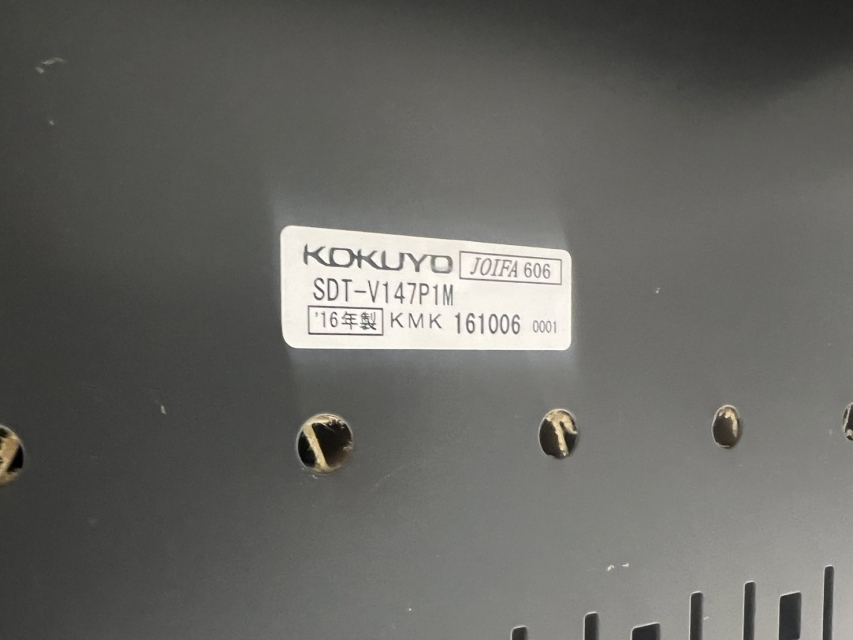 KOKUYO JOIFA 606
SDT-V147P1M
'16年製 KMK 161006 0001